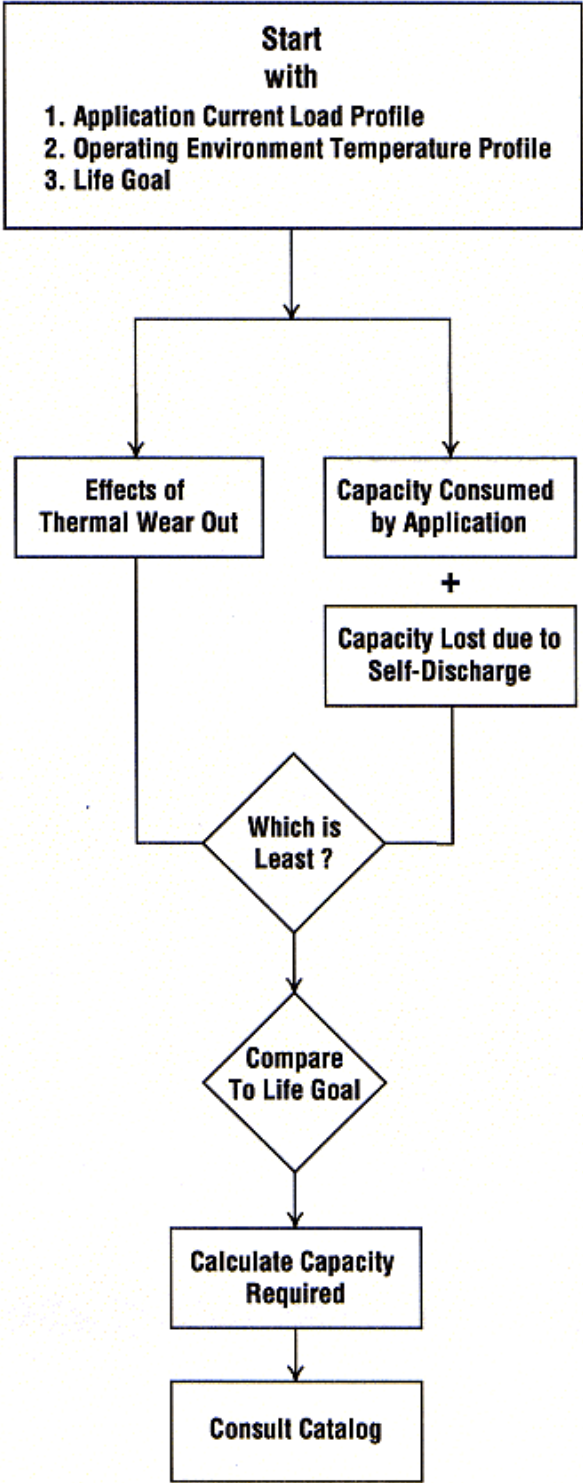 Start
with
1. Application Current Load Profile
2. Operating Environment Temperature Profile
3. Life Goal
Effects of
Thermal Wear Out
Capacity Consumed
by Application
+
Capacity Lost due to
Self-Discharge
Which is
Least ?
Compare
To Life Goal
Calculate Capacity
Required
Consult Catalog